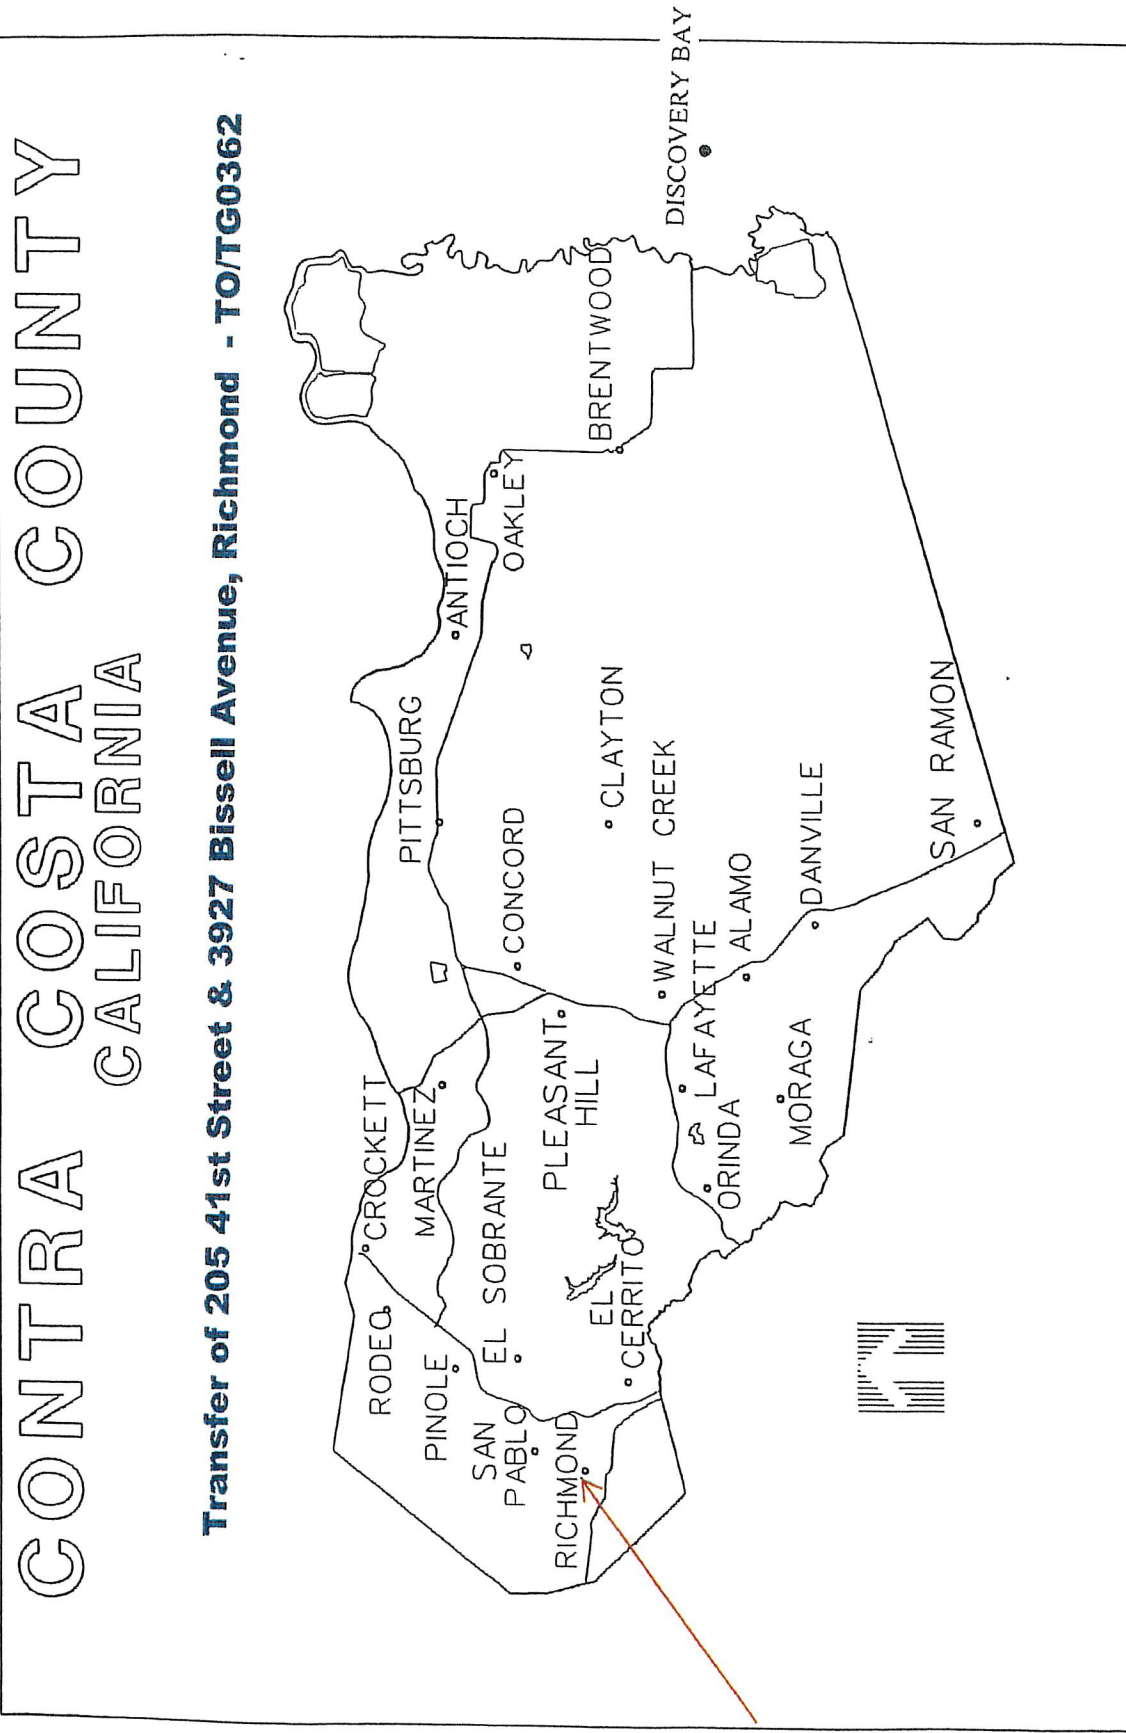 CONTRA COSTA COUNTY
CALIFORNIA
Transfer of 205 41st Street & 3927 Bissell Avenue, Richmond - TO/TG0362
CROCKETT
RODEO
MARTINEZ
PITTSBURG
ANTIOCH
PINOLE
SAN
PABLO
EL SOBRANTE
CONCORD
OAKLEY
RICHMOND
PLEASANT
HILL
BRENTWOOD
CLAYTON
EL
CERRITO
WALNUT CREEK
DISCOVERY BAY
LAFAYETTE
ORINDA
ALAMO
MORAGA
DANVILLE
SAN RAMON